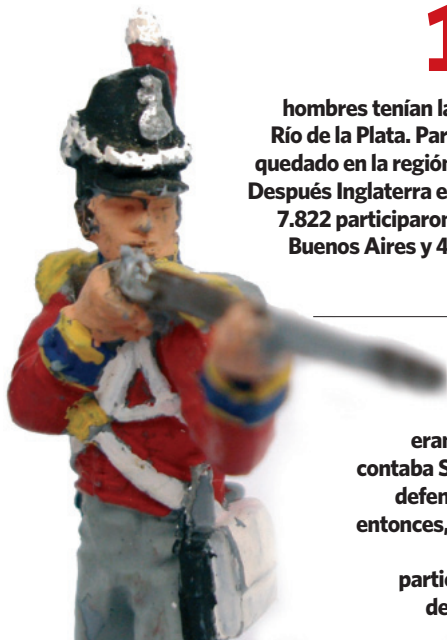 1
hombres tenían la
Río de la Plata. Par
quedado en la región
Después Inglaterra e
7.822 participaron
Buenos Aires y 4
eran
contaba S
defen
entonces,
partic
de